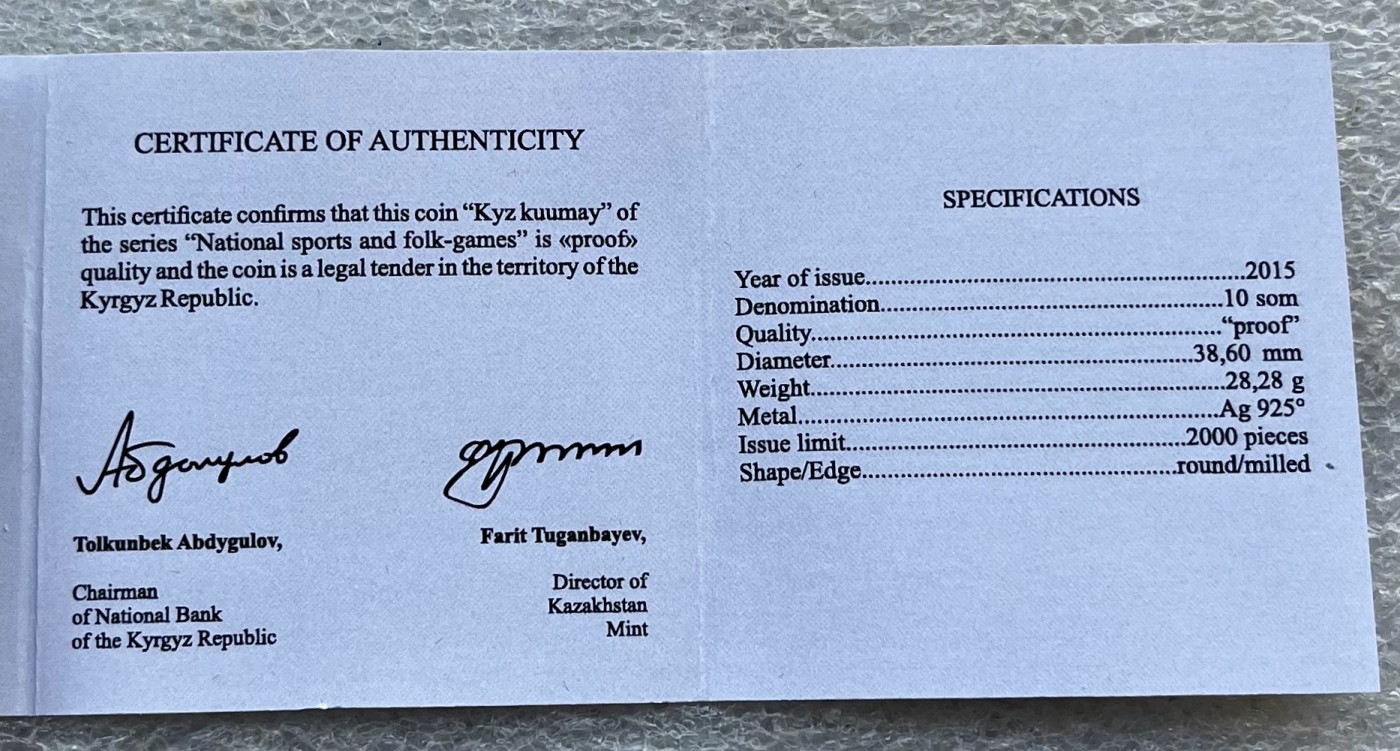 CERTIFICATE OF AUTHENTICITY
This certificate confirms that this coin “Kyz kuumay” of
the series “National sports and folk-games” is «proof»
quality and the coin is a legal tender in the territory of the
Kyrgyz Republic.
Tolkunbek Abdygulov,
Chairman
of National Bank
of the Kyrgyz Republic
Farit Tuganbayev,
Director of
Kazakhstan
Mint
SPECIFICATIONS
Year of issue....................2015
Denomination....................10 som
Quality....................“proof”
Diameter....................38,60 mm
Weight....................28,28 g
Metal....................Ag 925°
Issue limit....................2000 pieces
Shape/Edge....................round/milled